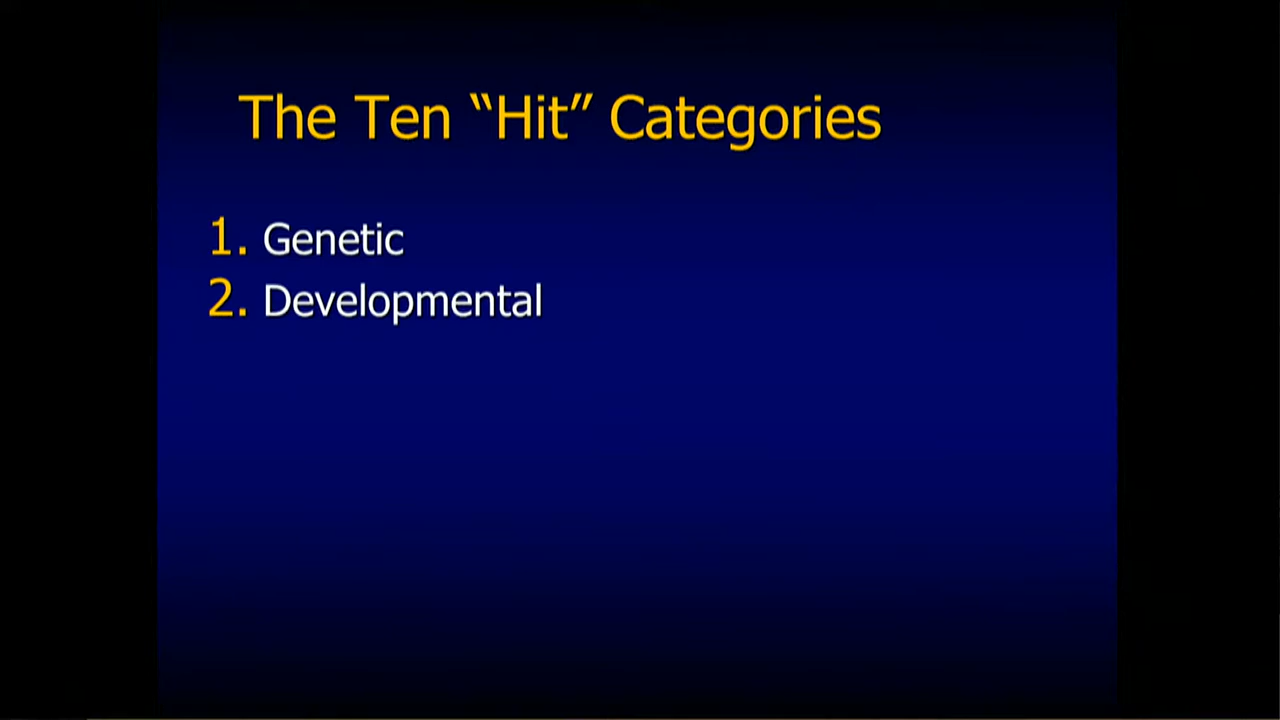 The Ten “Hit” Categories
1. Genetic
2. Developmental